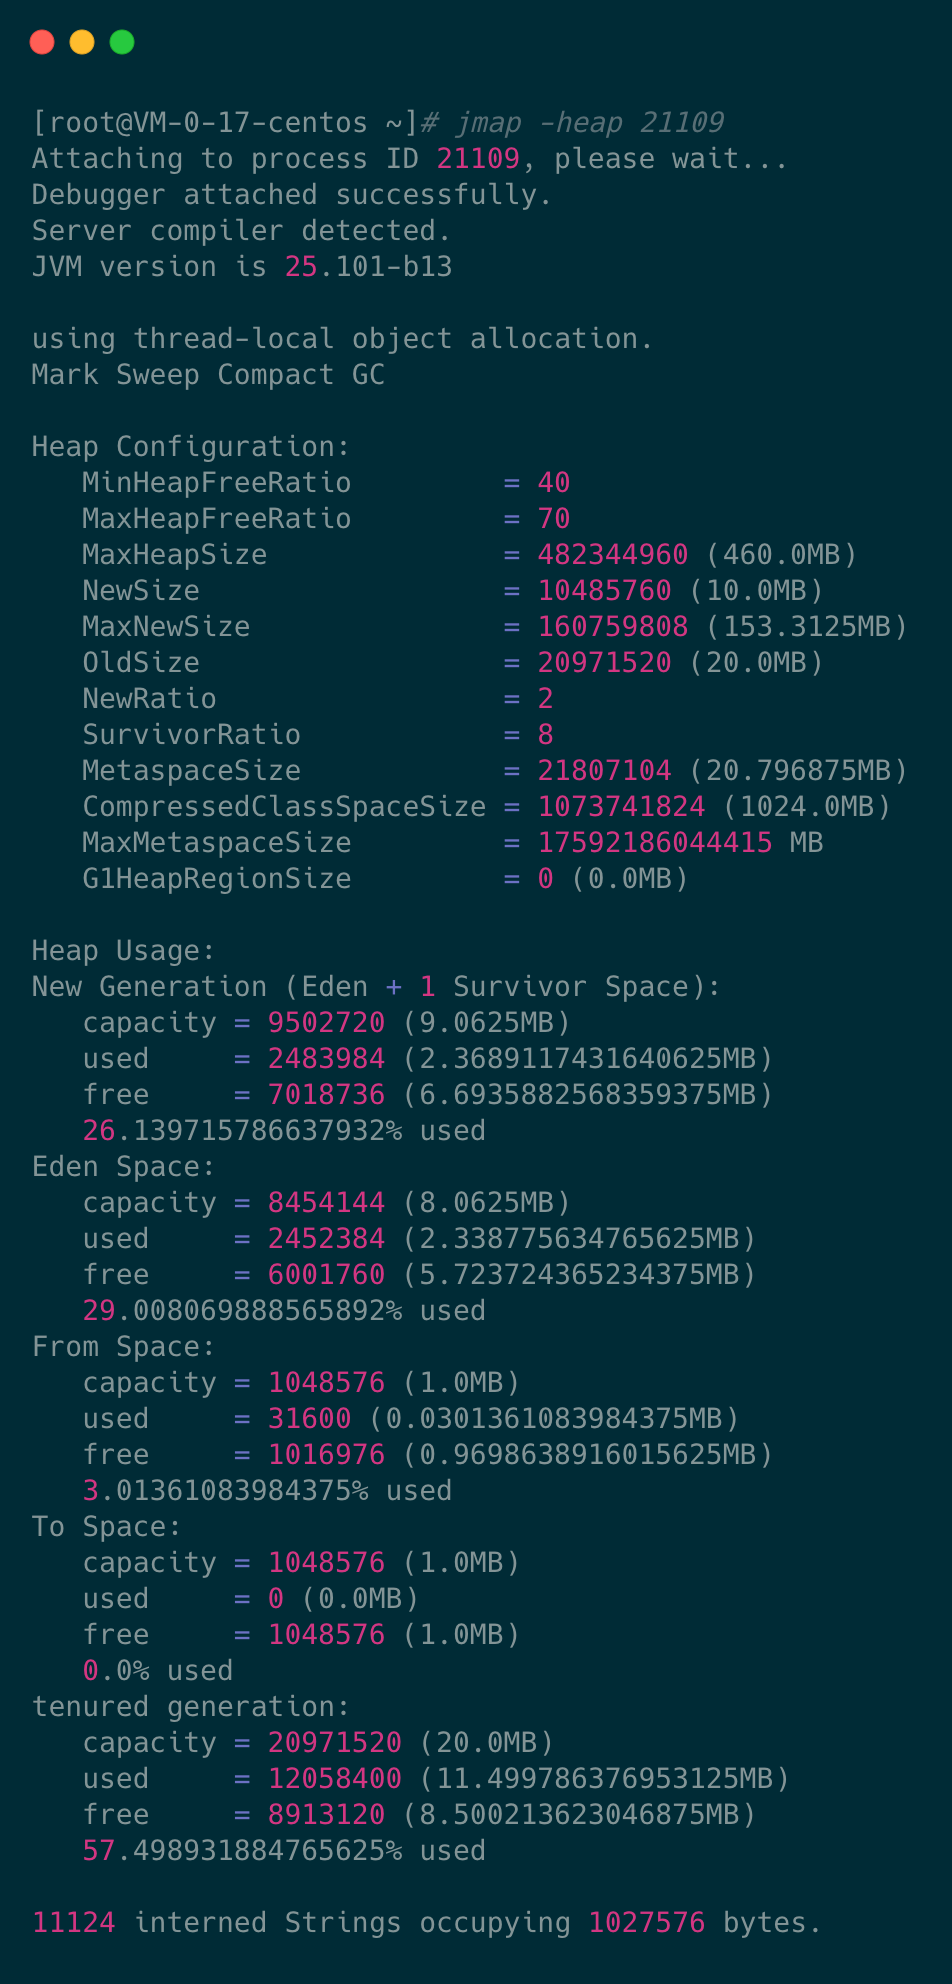 [root@VM-0-17-centos ~]# jmap -heap 21109
Attaching to process ID 21109, please wait...
Debugger attached successfully.
Server compiler detected.
JVM version is 25.101-b13

using thread-local object allocation.
Mark Sweep Compact GC

Heap Configuration:
   MinHeapFreeRatio         = 40
   MaxHeapFreeRatio         = 70
   MaxHeapSize              = 482344960 (460.0MB)
   NewSize                  = 10485760 (10.0MB)
   MaxNewSize               = 160759808 (153.3125MB)
   OldSize                  = 20971520 (20.0MB)
   NewRatio                 = 2
   SurvivorRatio            = 8
   MetaspaceSize            = 21807104 (20.796875MB)
   CompressedClassSpaceSize = 1073741824 (1024.0MB)
   MaxMetaspaceSize         = 17592186044415 MB
   G1HeapRegionSize         = 0 (0.0MB)

Heap Usage:
New Generation (Eden + 1 Survivor Space):
   capacity = 9502720 (9.0625MB)
   used     = 2483984 (2.3689117431640625MB)
   free     = 7018736 (6.6935882568359375MB)
   26.139715786637932% used
Eden Space:
   capacity = 8454144 (8.0625MB)
   used     = 2452384 (2.338775634765625MB)
   free     = 6001760 (5.723724365234375MB)
   29.008069888565892% used
From Space:
   capacity = 1048576 (1.0MB)
   used     = 31600 (0.0301361083984375MB)
   free     = 1016976 (0.9698638916015625MB)
   3.01361083984375% used
To Space:
   capacity = 1048576 (1.0MB)
   used     = 0 (0.0MB)
   free     = 1048576 (1.0MB)
   0.0% used
tenured generation:
   capacity = 20971520 (20.0MB)
   used     = 12058400 (11.499786376953125MB)
   free     = 8913120 (8.500213623046875MB)
   57.498931884765625% used

11124 interned Strings occupying 1027576 bytes.